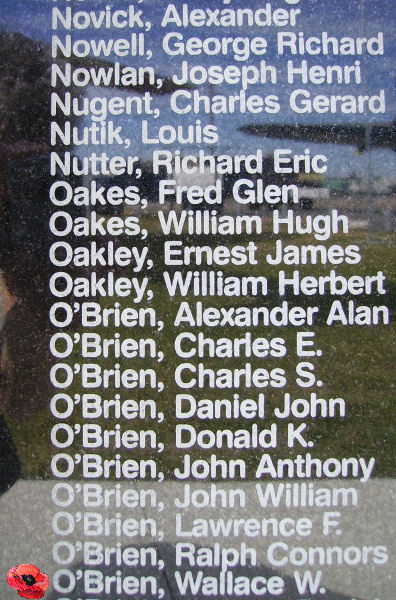 Novick, Alexander
Nowell, George Richard
Nowlan, Joseph Henri
Nugent, Charles Gerard
Nutik, Louis
Nutter, Richard Eric
Oakes, Fred Glen
Oakes, William Hugh
Oakley, Ernest James
Oakley, William Herbert
O'Brien, Alexander Alan
O'Brien, Charles E.
O'Brien, Charles S.
O'Brien, Daniel John
O'Brien, Donald K.
O'Brien, John Anthony
O'Brien, John William
O'Brien, Lawrence F.
O'Brien, Ralph Connors
O'Brien, Wallace W.